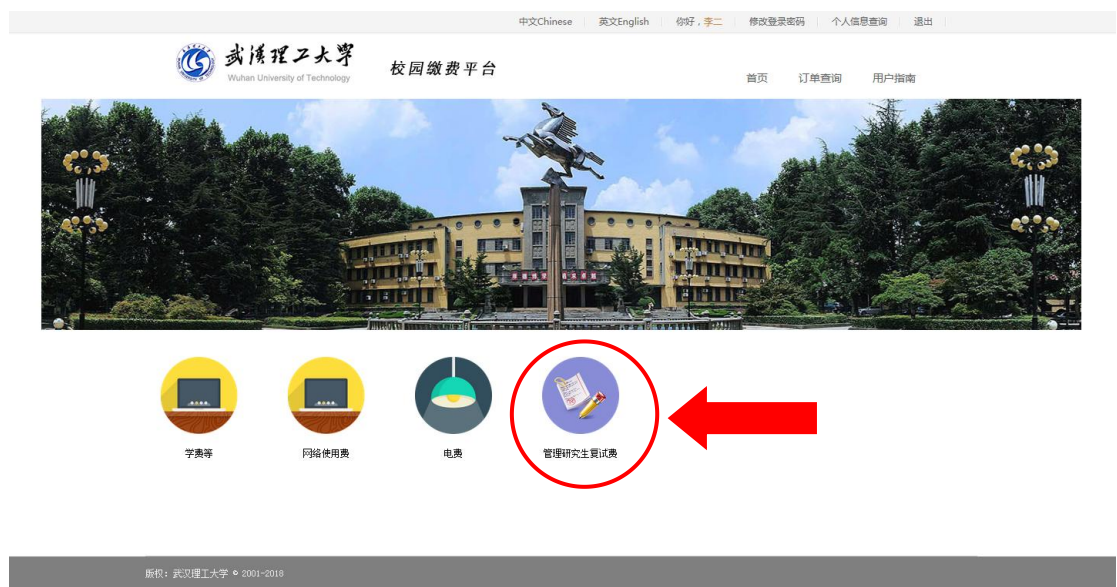 中文Chinese 英文English 你好，李二 修改登录密码 个人信息查询 退出
武汉理工大学
Wuhan University of Technology
校园缴费平台
首页 订单查询 用户指南
学费等 网络使用费 电费 管理研究生复试费
版权：武汉理工大学 © 2001-2018